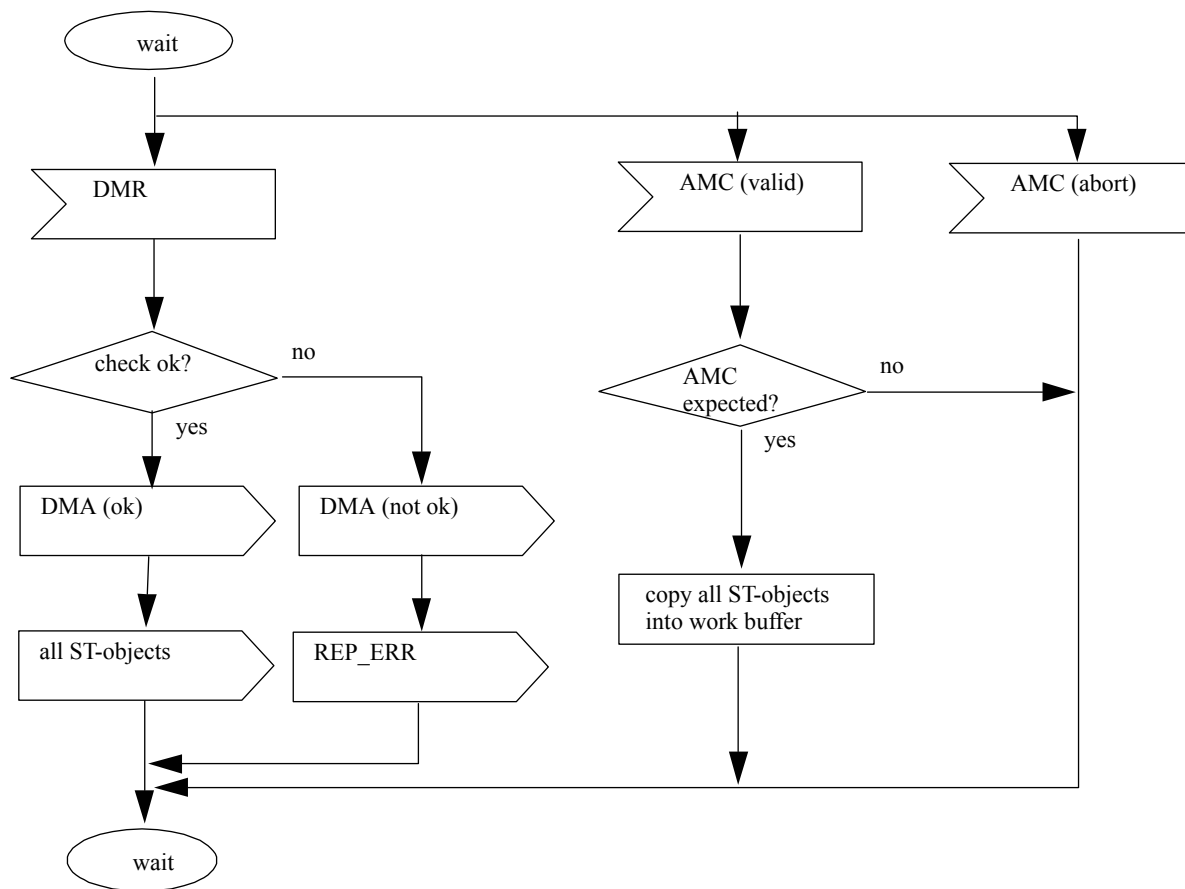 wait
DMR
AMC (valid)
AMC (abort)
check ok?
no
AMC
expected?
no
yes
yes
DMA (ok)
DMA (not ok)
copy all ST-objects
into work buffer
all ST-objects
REP_ERR
wait